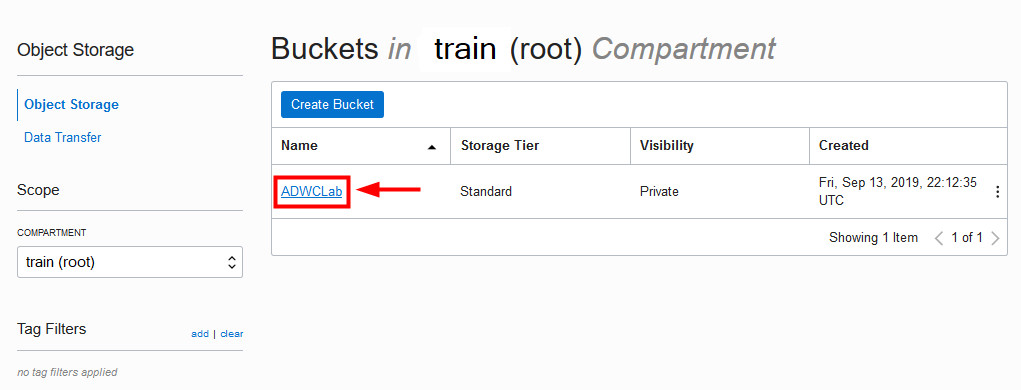 Object Storage
Object Storage
Data Transfer
Scope
COMPARTMENT
train (root)
Tag Filters add | clear
no tag filters applied
Buckets in train (root) Compartment
Create Bucket
Name Storage Tier Visibility Created
ADWCLab Standard Private Fri, Sep 13, 2019, 22:12:35
UTC
Showing 1 Item < 1 of 1 >